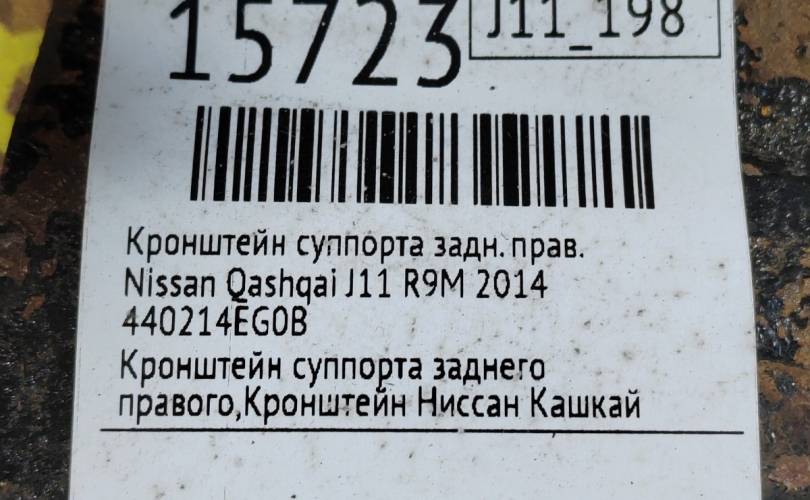 15723 J11_198
Кронштейн суппорта задн. прав.
Nissan Qashqai J11 R9M 2014
440214EG0B
Кронштейн суппорта заднего
правого,Кронштейн Ниссан Кашкай